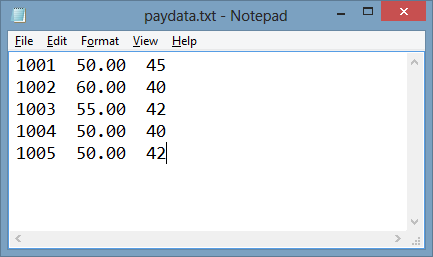 paydata.txt - Notepad
File Edit Format View Help
1001 50.00 45
1002 60.00 40
1003 55.00 42
1004 50.00 40
1005 50.00 42